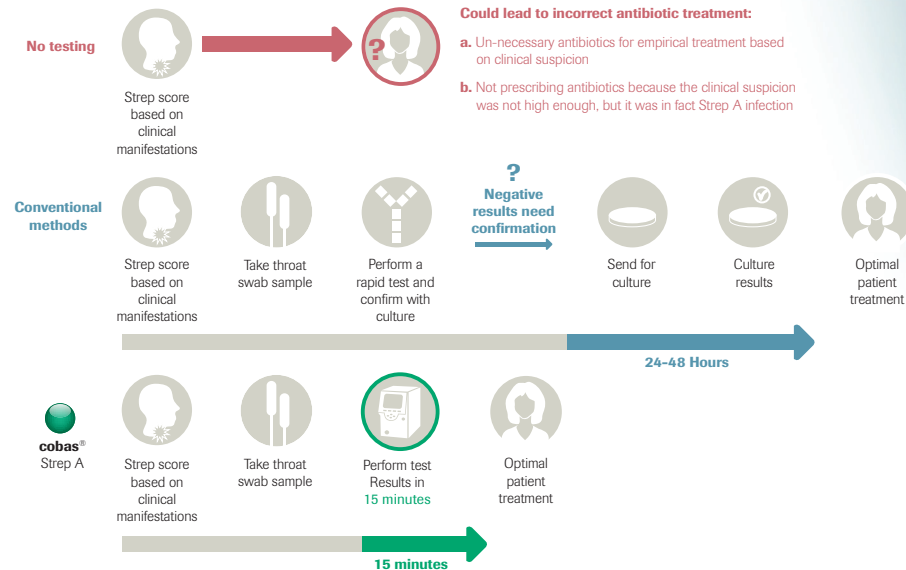 No testing
Strep score
based on
clinical
manifestations
?
Could lead to incorrect antibiotic treatment:
a. Un-necessary antibiotics for empirical treatment based
on clinical suspicion
b. Not prescribing antibiotics because the clinical suspicion
was not high enough, but it was in fact Strep A infection
Conventional
methods
Strep score
based on
clinical
manifestations
Take throat
swab sample
Perform a
rapid test and
confirm with
culture
?
Negative
results need
confirmation
Send for
culture
Culture
results
Optimal
patient
treatment
24-48 Hours
cobas®
Strep A
Strep score
based on
clinical
manifestations
Take throat
swab sample
Perform test
Results in
15 minutes
Optimal
patient
treatment
15 minutes